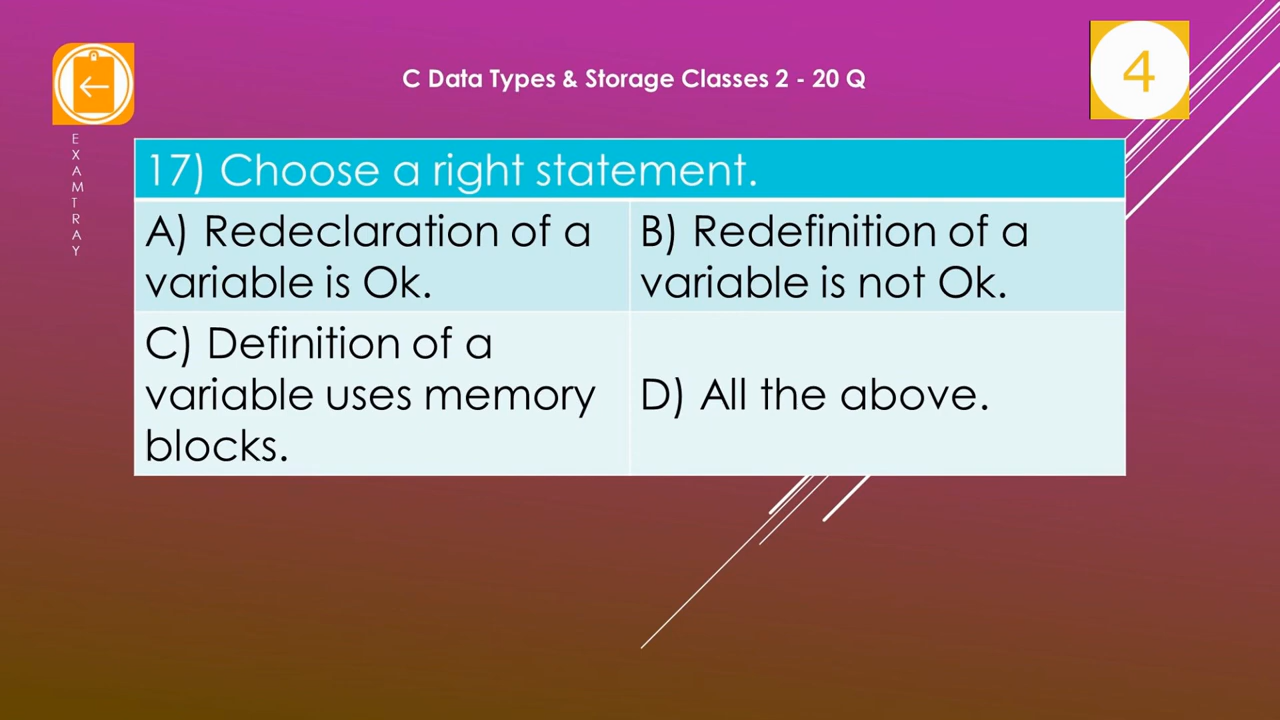 C Data Types & Storage Classes 2 - 20 Q
4
EXAMTRAY
17) Choose a right statement.
A) Redeclaration of a
variable is Ok.
B) Redefinition of a
variable is not Ok.
C) Definition of a
variable uses memory
blocks.
D) All the above.